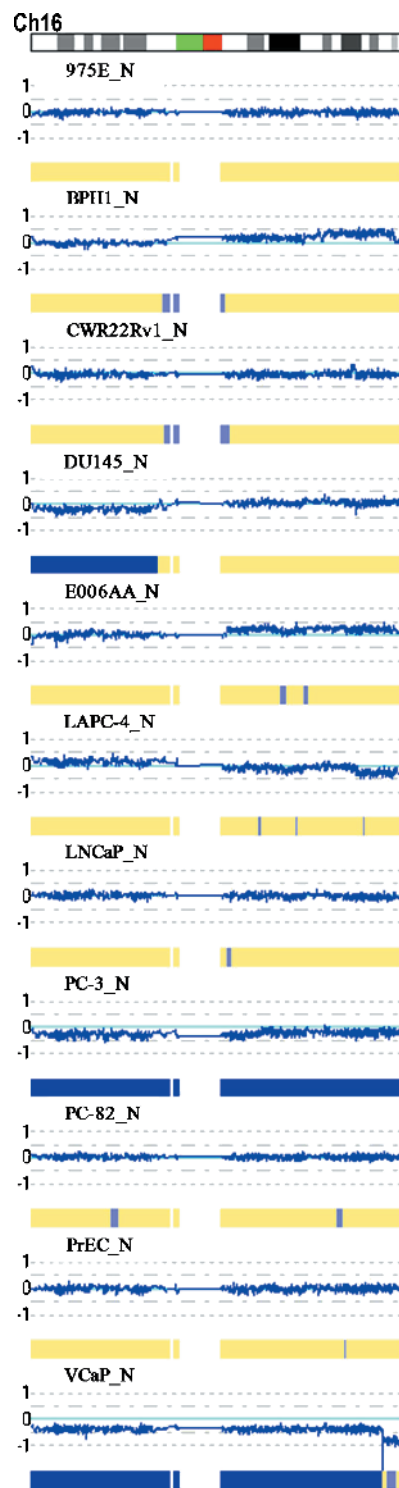 Ch16
975E_N
1
0
-1
BPH1_N
1
0
-1
CWR22Rv1_N
1
0
-1
DU145_N
1
0
-1
E006AA_N
1
0
-1
LAPC-4_N
1
0
-1
LNCaP_N
1
0
-1
PC-3_N
1
0
-1
PC-82_N
1
0
-1
PrEC_N
1
0
-1
VCaP_N
1
0
-1